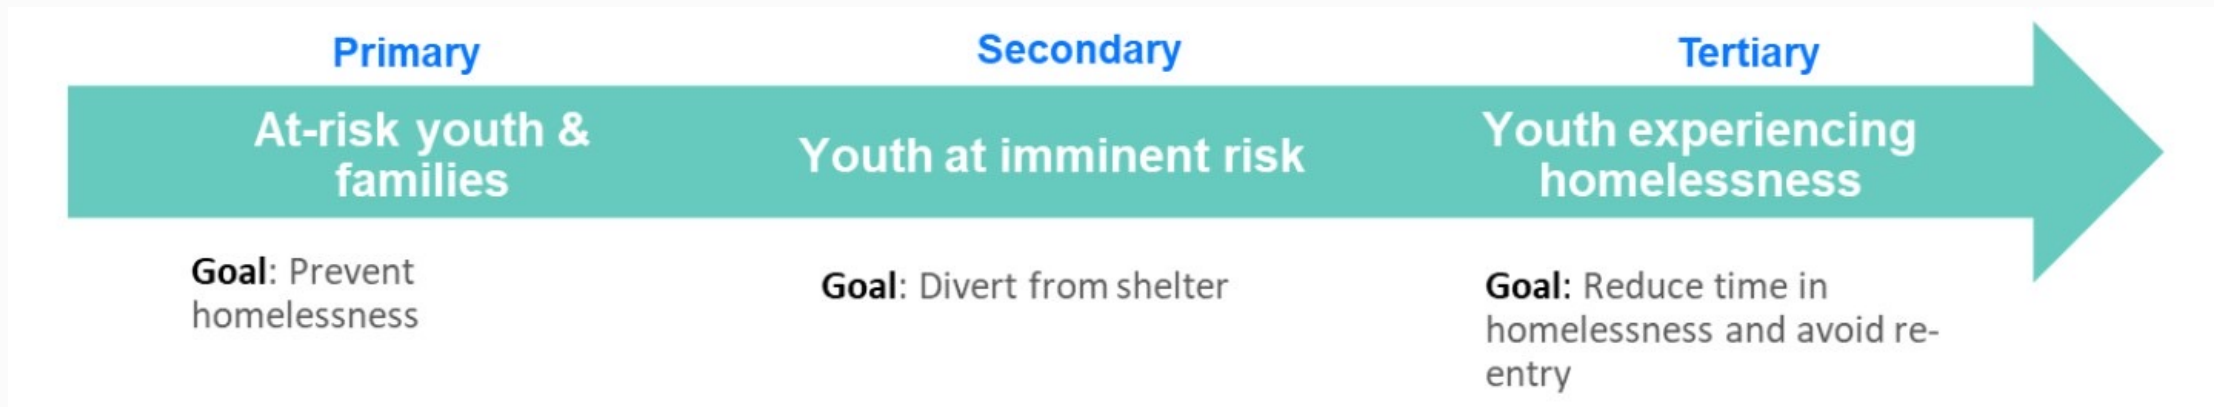 Primary
Secondary
Tertiary
At-risk youth &
families
Youth at imminent risk
Youth experiencing
homelessness
Goal: Prevent
homelessness
Goal: Divert from shelter
Goal: Reduce time in
homelessness and avoid re-
entry